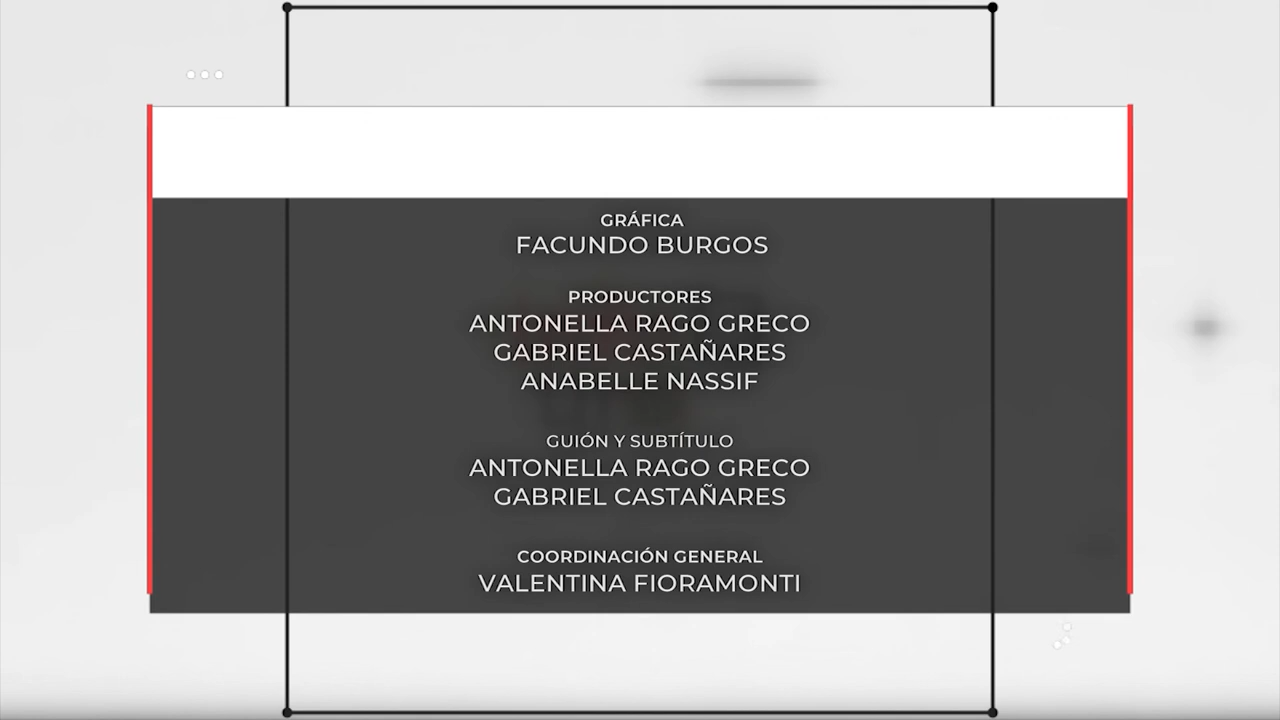 GRÁFICA
FACUNDO BURGOS
PRODUCTORES
ANTONELLA RAGO GRECO
GABRIEL CASTAÑARES
ANABELLE NASSIF
GUIÓN Y SUBTÍTULO
ANTONELLA RAGO GRECO
GABRIEL CASTAÑARES
COORDINACIÓN GENERAL
VALENTINA FIORAMONTI